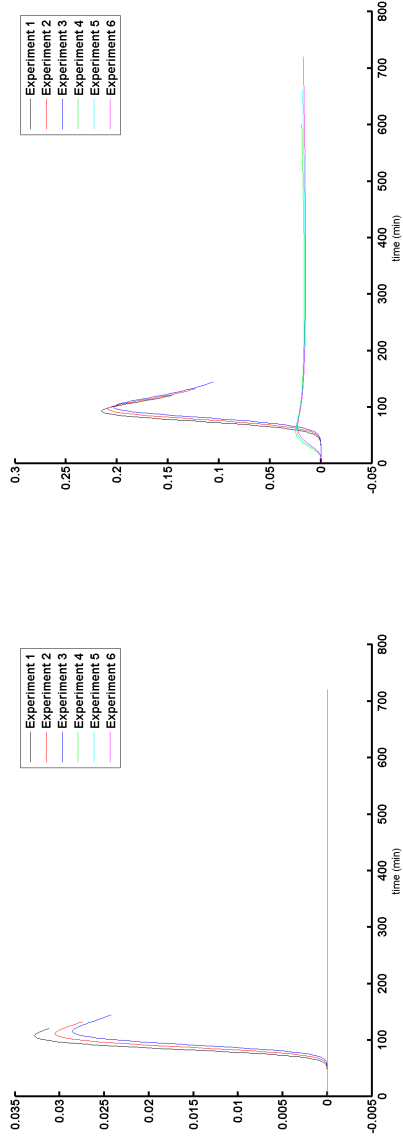 0.035
0.03
0.025
0.02
0.015
0.01
0.005
0
-0.005
0
100
200
300
400
500
600
700
800
time (min)
Experiment 1
Experiment 2
Experiment 3
Experiment 4
Experiment 5
Experiment 6
0.3
0.25
0.2
0.15
0.1
0.05
0
-0.05
0
100
200
300
400
500
600
700
800
time (min)
Experiment 1
Experiment 2
Experiment 3
Experiment 4
Experiment 5
Experiment 6